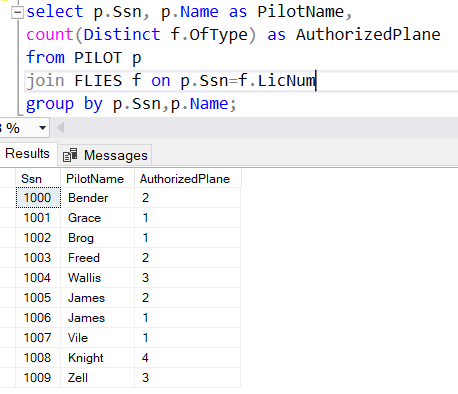 select p.Ssn, p.Name as PilotName,
count(Distinct f.OfType) as AuthorizedPlane
from PILOT p
join FLIES f on p.Ssn=f.LicNum
group by p.Ssn,p.Name;
%
Results Messages
Ssn PilotName AuthorizedPlane
1000 Bender 2
1001 Grace 1
1002 Brog 1
1003 Freed 2
1004 Wallis 3
1005 James 2
1006 James 1
1007 Vile 1
1008 Knight 4
1009 Zell 3